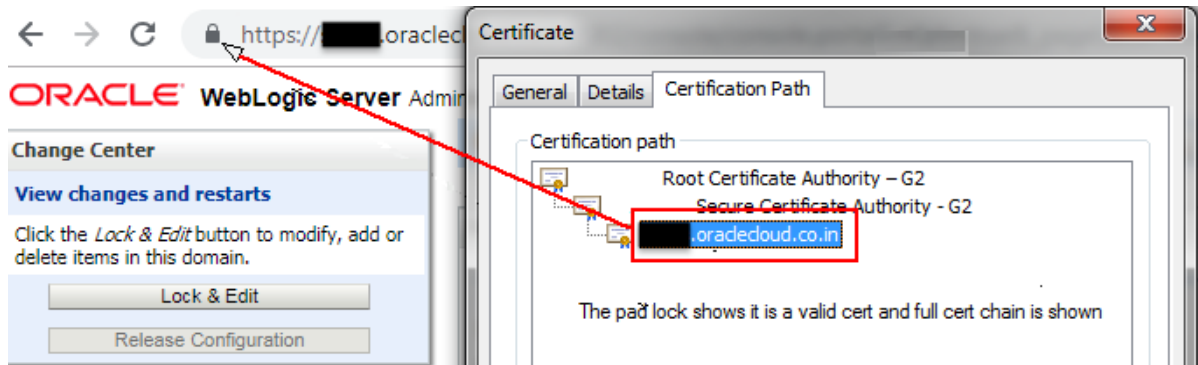 https://
.oraclecl
ORACLE WebLogic Server Admin
Change Center
View changes and restarts
Click the Lock & Edit button to modify, add or
delete items in this domain.
Lock & Edit
Release Configuration
Certificate
General Details Certification Path
Certification path
Root Certificate Authority – G2
Secure Certificate Authority - G2
.oraclecloud.co.in
The pad lock shows it is a valid cert and full cert chain is shown